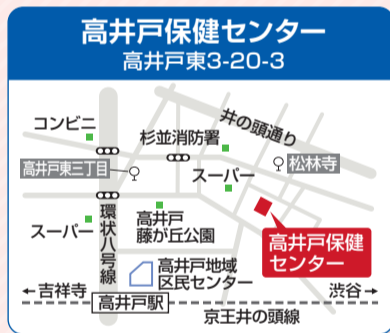 高井戸保健センター
高井戸東3-20-3
コンビニ
杉並消防署
井の頭通り
高井戸東三丁目
松林寺
スーパー
スーパー
環状八号線
高井戸
藤が丘公園
高井戸保健
センター
高井戸地域
区民センター
←吉祥寺
高井戸駅
渋谷→
京王井の頭線